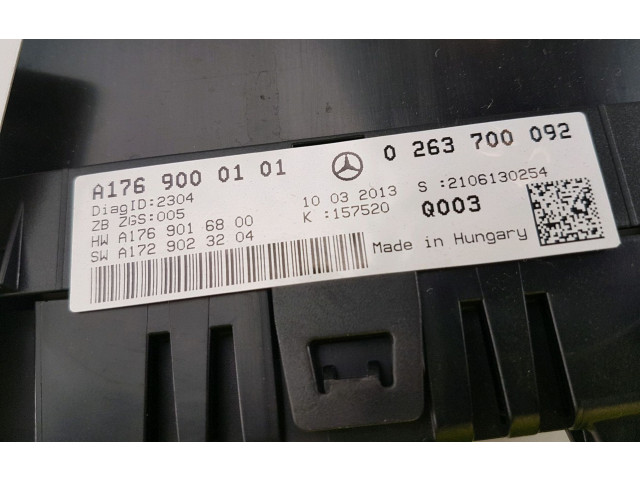 A176 900 01 01
0 263 700 092
DiagID:2304
10 03 2013
S :2106130254
ZB ZGS:005
K :157520
Q003
HW A176 901 68 00
SW A172 902 32 04
Made in Hungary